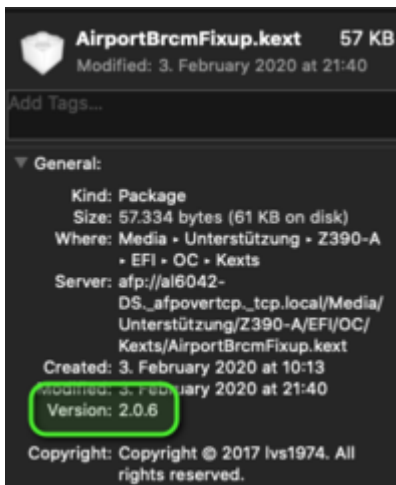 AirportBrcmFixup.kext 57 KB
Modified: 3. February 2020 at 21:40
Add Tags...
General:
Kind: Package
Size: 57.334 bytes (61 KB on disk)
Where: Media ▸ Unterstützung ▸ Z390-A
▸ EFI ▸ OC ▸ Kexts
Server: afp://al6042-
DS._afpovertcp._tcp.local/Media/
Unterstützung/Z390-A/EFI/OC/
Kexts/AirportBrcmFixup.kext
Created: 3. February 2020 at 10:13
Modified: 3. February 2020 at 21:40
Version: 2.0.6
Copyright: Copyright © 2017 lvs1974. All
rights reserved.